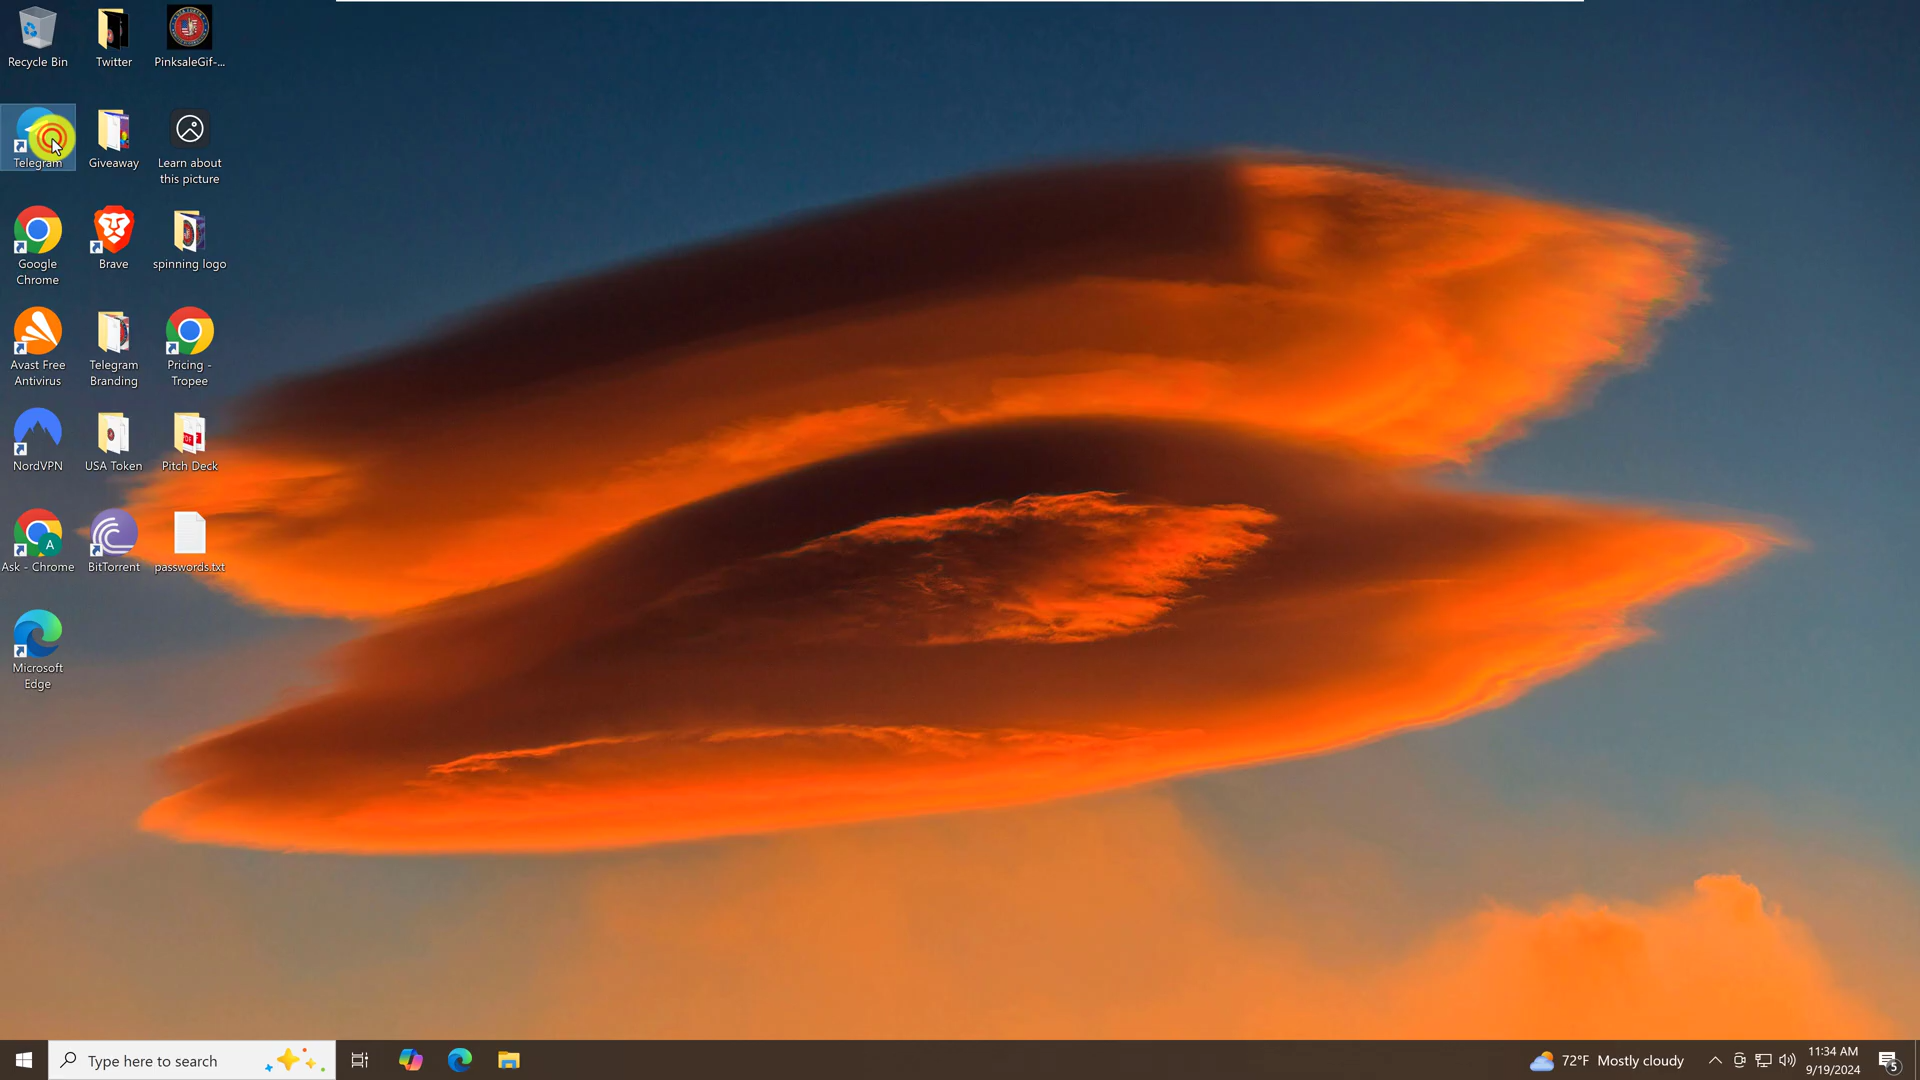 Recycle Bin
Twitter
PinksaleGif-...
Telegram
Giveaway
Learn about
this picture
Google
Chrome
Brave
spinning logo
Avast Free
Antivirus
Telegram
Branding
Pricing -
Tropee
NordVPN
USA Token
Pitch Deck
A
Ask - Chrome
BitTorrent
PDF
passwords.txt
Microsoft
Edge
Type here to search
72°F Mostly cloudy
11:34 AM
9/19/2024
5